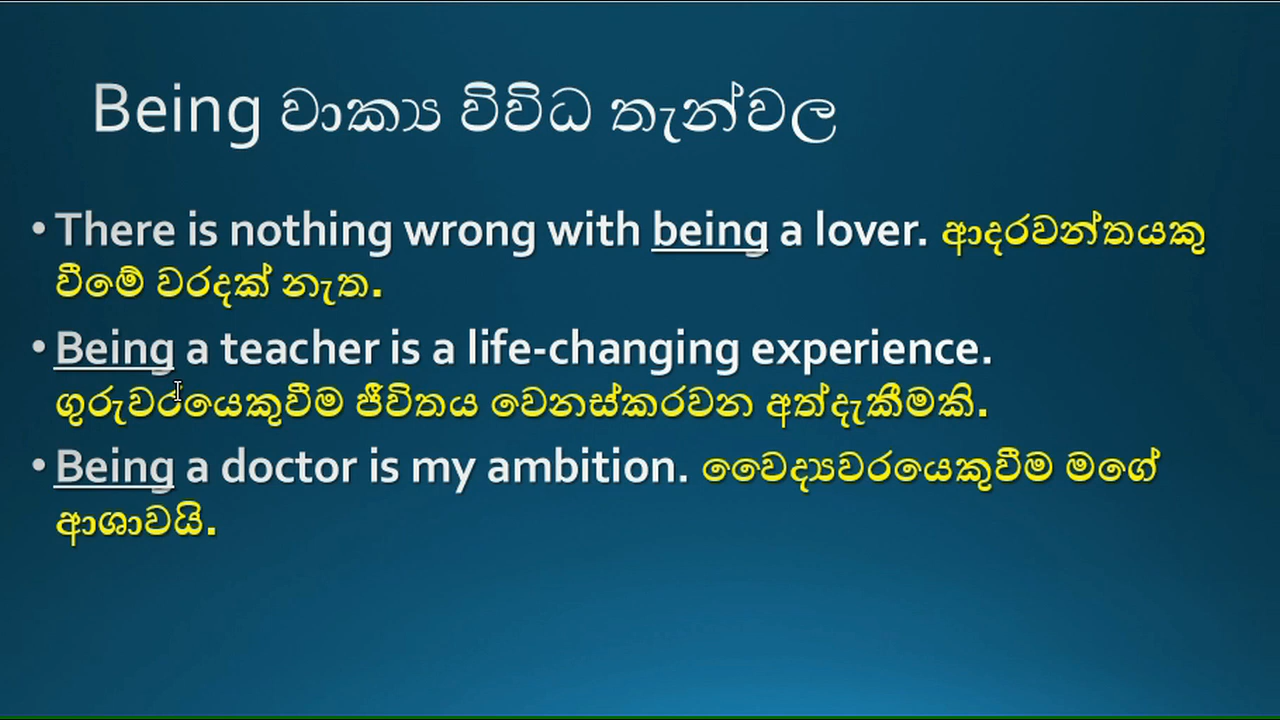 Being වාක්‍ය විවිධ තැන්වල
• There is nothing wrong with being a lover. ආදරවන්තයකු
වීමේ වරදක් නැත.
• Being a teacher is a life-changing experience.
ගුරුවරයෙකුවීම ජීවිතය වෙනස්කරවන අත්දැකීමකි.
• Being a doctor is my ambition. වෛද්‍යවරයෙකුවීම මගේ
ආශාවයි.